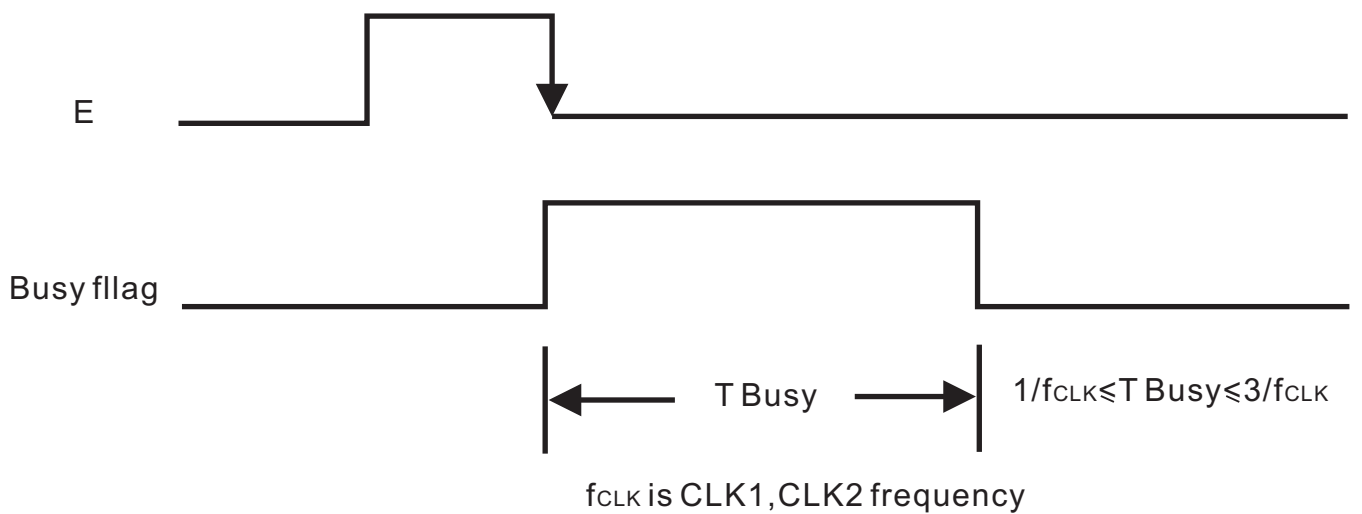 E
Busy fllag
T Busy
1/fCLK⩽T Busy⩽3/fCLK
fCLK is CLK1,CLK2 frequency